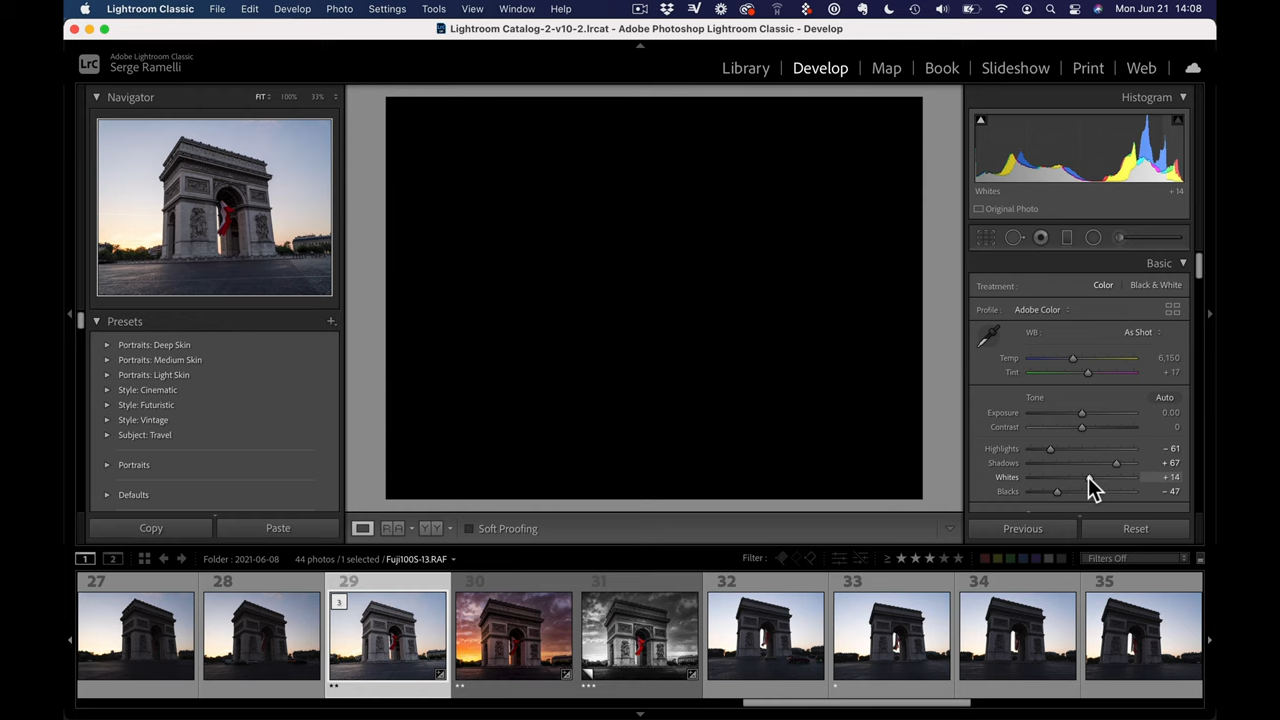 Lightroom Classic File Edit Develop Photo Settings Tools View Window Help Mon Jun 21 14:08
Lightroom Catalog-2-v10-2.lrcat - Adobe Photoshop Lightroom Classic - Develop
LrC
Adobe Lightroom Classic
Serge Ramelli
Library | Develop | Map | Book | Slideshow | Print | Web
Navigator FIT 100% 33%
Histogram
Whites + 14
Original Photo
Basic
Treatment : Color Black & White
Profile : Adobe Color
WB : As Shot
Temp 6,150
Tint + 17
Tone Auto
Exposure 0.00
Contrast 0
Highlights – 61
Shadows + 67
Whites + 14
Blacks – 47
Presets +
Portraits: Deep Skin
Portraits: Medium Skin
Portraits: Light Skin
Style: Cinematic
Style: Futuristic
Style: Vintage
Subject: Travel
Portraits
Defaults
Copy Paste
R A Y Y Soft Proofing
Previous Reset
1 2 Folder : 2021-06-08 44 photos /1 selected / Fuji100S-13.RAF Filter : ≥ ★★★★★ Filters Off
27 28 29 30 31 32 33 34 35
3